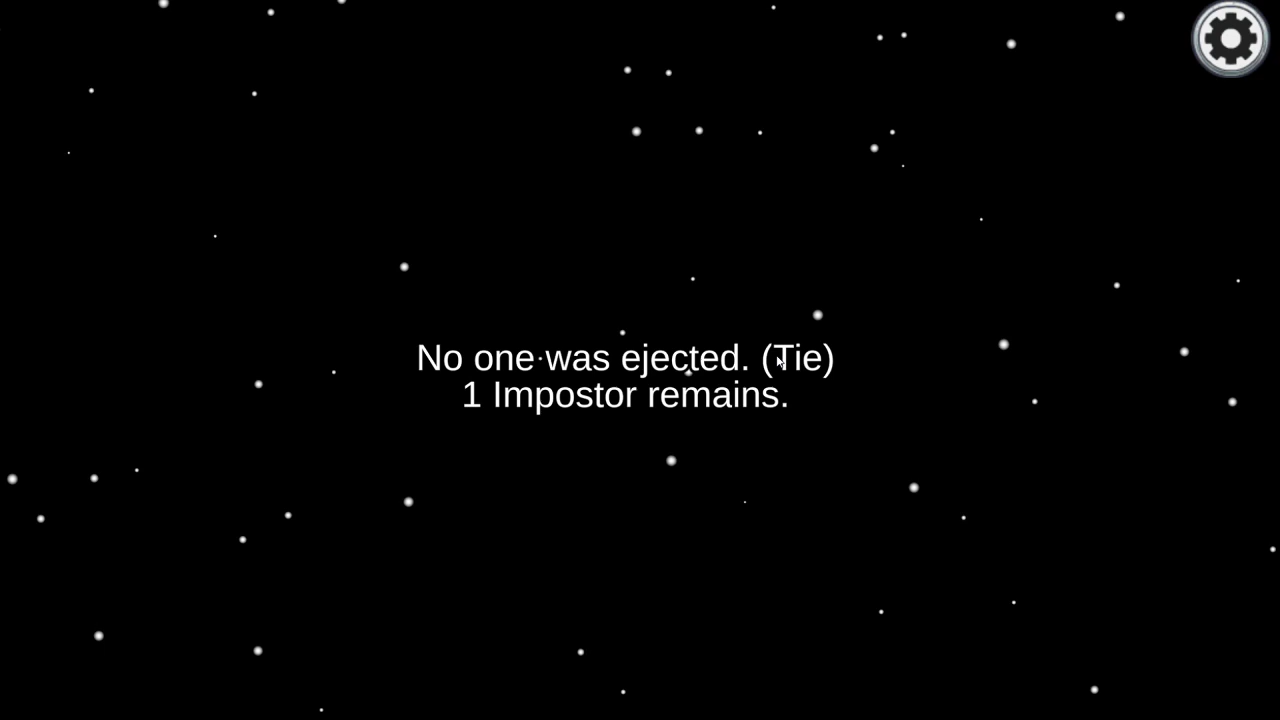 No one was ejected. (Tie)
1 Impostor remains.